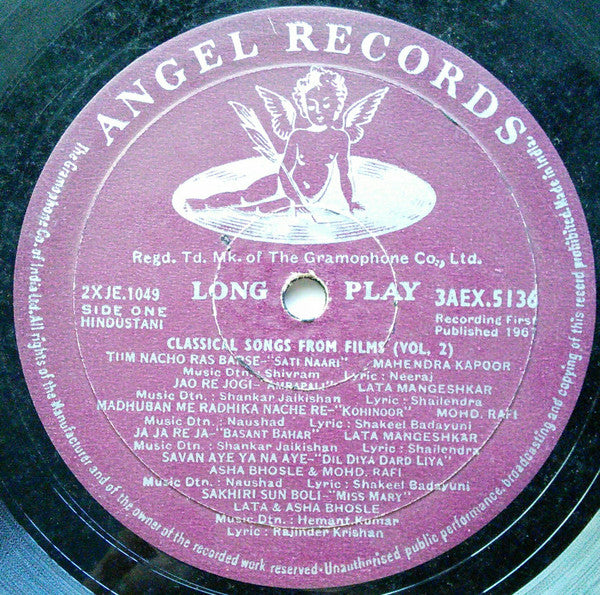 ANGEL RECORDS
Regd. Td. Mk. of The Gramophone Co., Ltd.
2XJE.1049
LONG PLAY
3AEX.5136
SIDE ONE
HINDUSTANI
Recording First
Published 196
CLASSICAL SONGS FROM FILMS (VOL. 2)
TUM NACHO RAS BARSE-"SATI NAARI" MAHENDRA KAPOOR
Music Dtn. : Shivram Lyric : Neeraj
JAO RE JOGI-"AMRAPALI" LATA MANGESHKAR
Music Dtn. : Shankar Jaikishan Lyric : Shailendra
MADHUBAN ME RADHIKA NACHE RE-"KOHINOOR" MOHD. RAFI
Music Dtn. : Naushad Lyric : Shakeel Badayuni
JA JA RE JA-"BASANT BAHAR" LATA MANGESHKAR
Music Dtn. : Shankar Jaikishan Lyric : Shailendra
SAVAN AYE YA NA AYE-"DIL DIYA DARD LIYA"
ASHA BHOSLE & MOHD. RAFI
Music Dtn. : Naushad Lyric : Shakeel Badayuni
SAKHIRI SUN BOLI-"MISS MARY"
LATA & ASHA BHOSLE
Music Dtn. : Hemant Kumar
Lyric : Rajinder Krishan
The Gramophone Co. of India Ltd. All rights of the Manufacturer and of the owner of the recorded work reserved-Unauthorised public performance, broadcasting and copying of this record prohibited. Made in India.